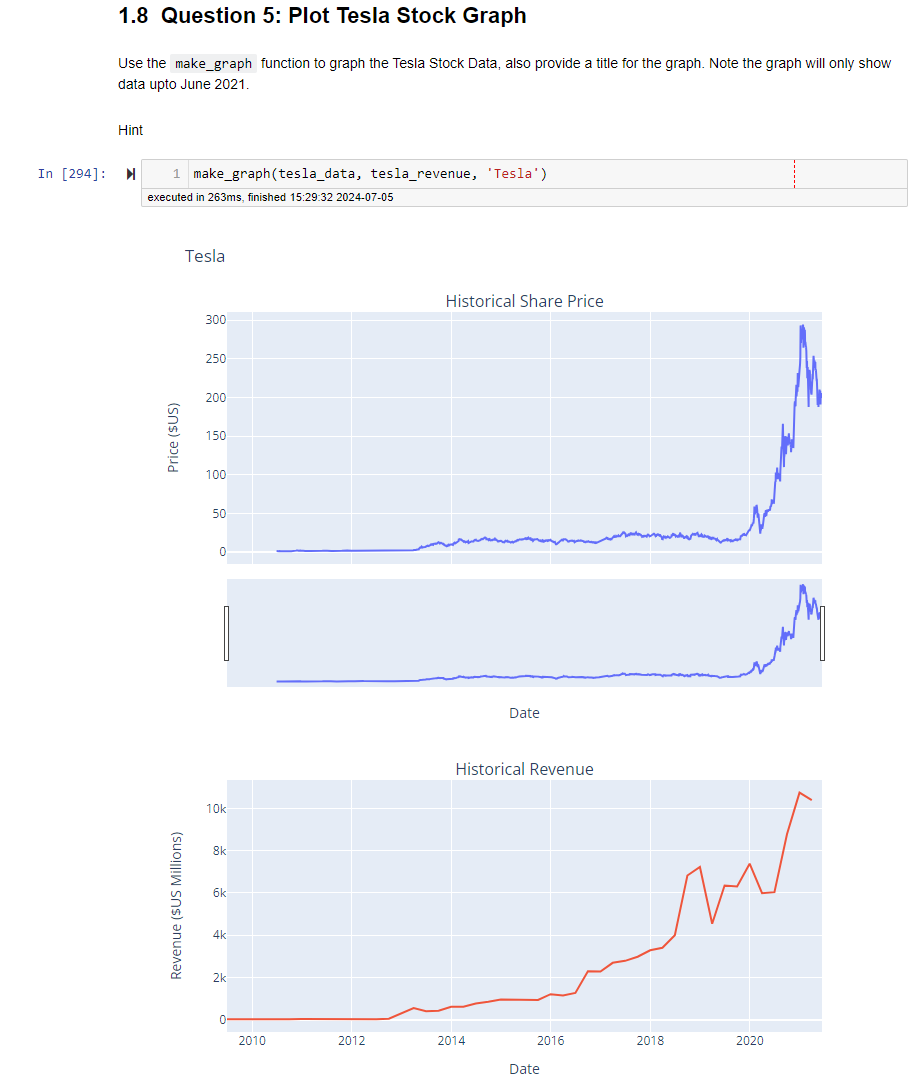 1.8 Question 5: Plot Tesla Stock Graph
Use the make_graph function to graph the Tesla Stock Data, also provide a title for the graph. Note the graph will only show
data upto June 2021.
Hint
In [294]:
1 make_graph(tesla_data, tesla_revenue, 'Tesla')
executed in 263ms, finished 15:29:32 2024-07-05
Tesla
Historical Share Price
300
250
200
150
100
50
0
Price ($US)
Date
Historical Revenue
10k
8k
6k
4k
2k
0
Revenue ($US Millions)
2010 2012 2014 2016 2018 2020
Date